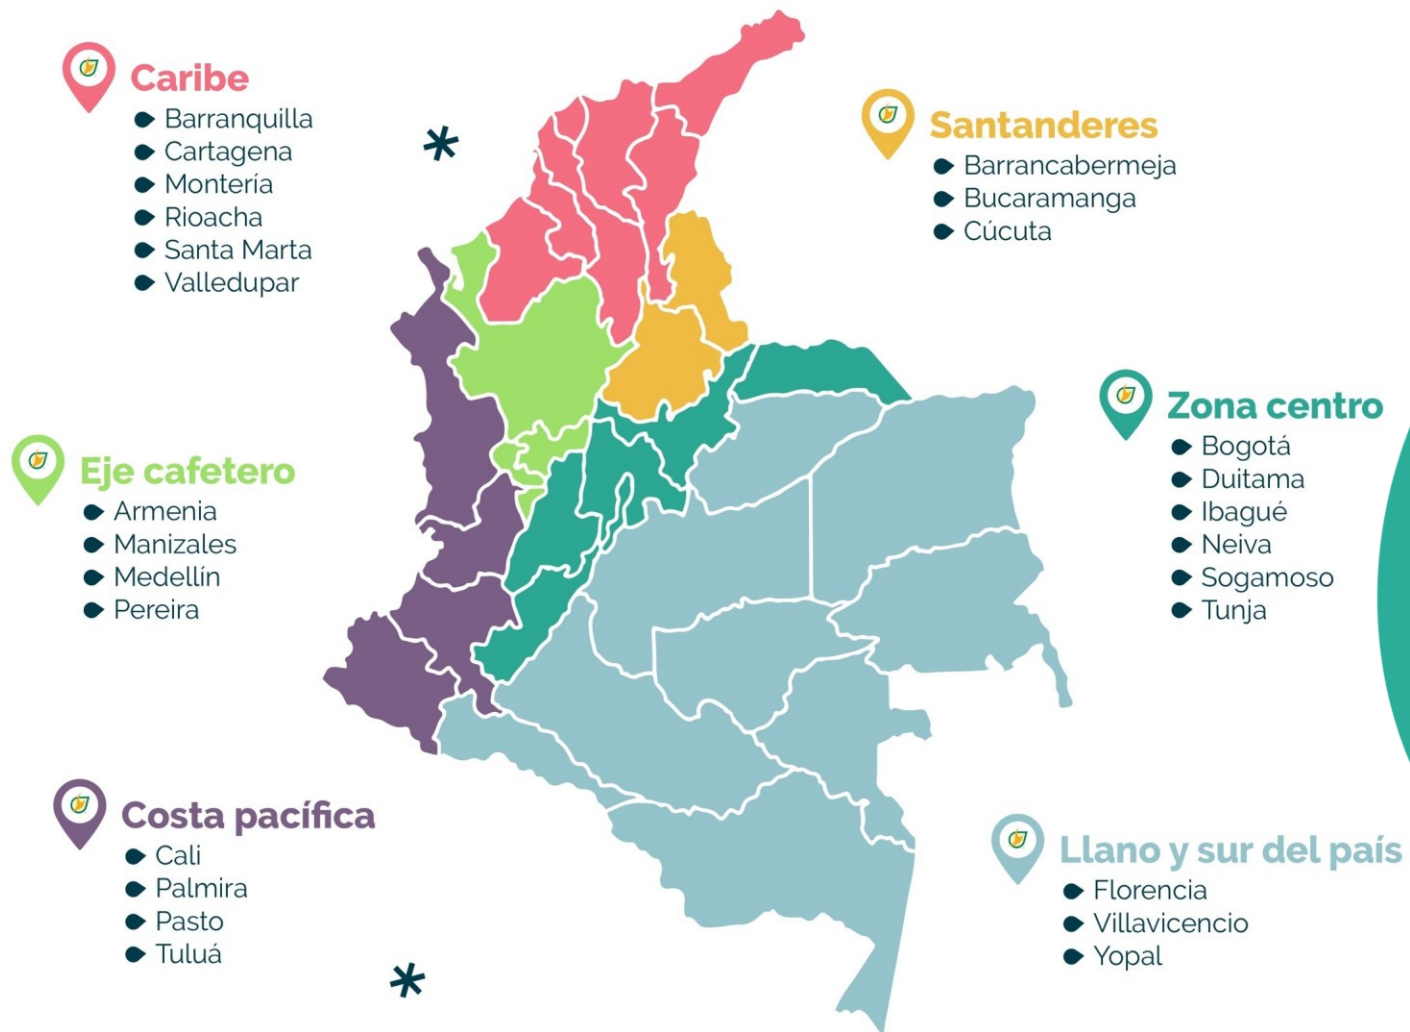 Caribe
Barranquilla
Cartagena
Montería
Rioacha
Santa Marta
Valledupar
Santanderes
Barrancabermeja
Bucaramanga
Cúcuta
Eje cafetero
Armenia
Manizales
Medellín
Pereira
Zona centro
Bogotá
Duitama
Ibagué
Neiva
Sogamoso
Tunja
Costa pacífica
Cali
Palmira
Pasto
Tuluá
Llano y sur del país
Florencia
Villavicencio
Yopal